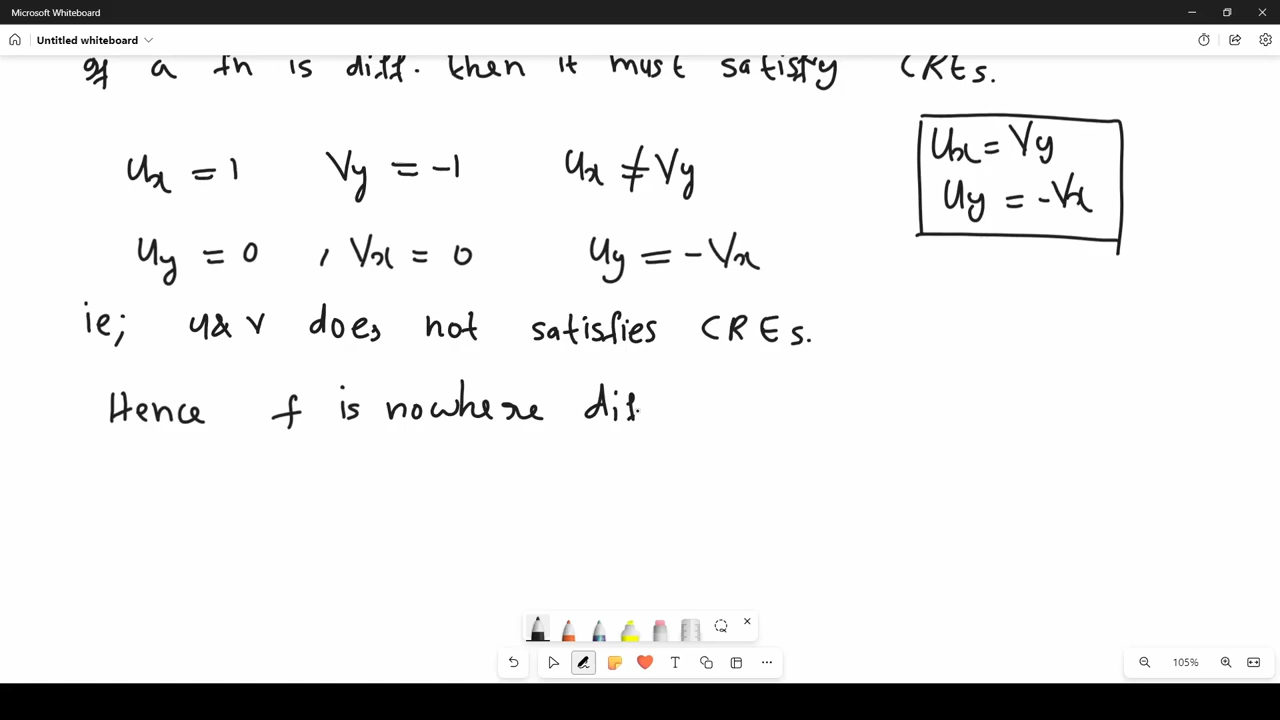 Microsoft Whiteboard
Untitled whiteboard
If a fn is diff. then it must satisfy CREs.
ux = 1 Vy = -1 ux ≠ Vy
ux = Vy
uy = -Vx
uy = 0 , Vx = 0 uy = -Vx
ie; u & v does not satisfies CREs.
Hence f is nowhere dif
105%